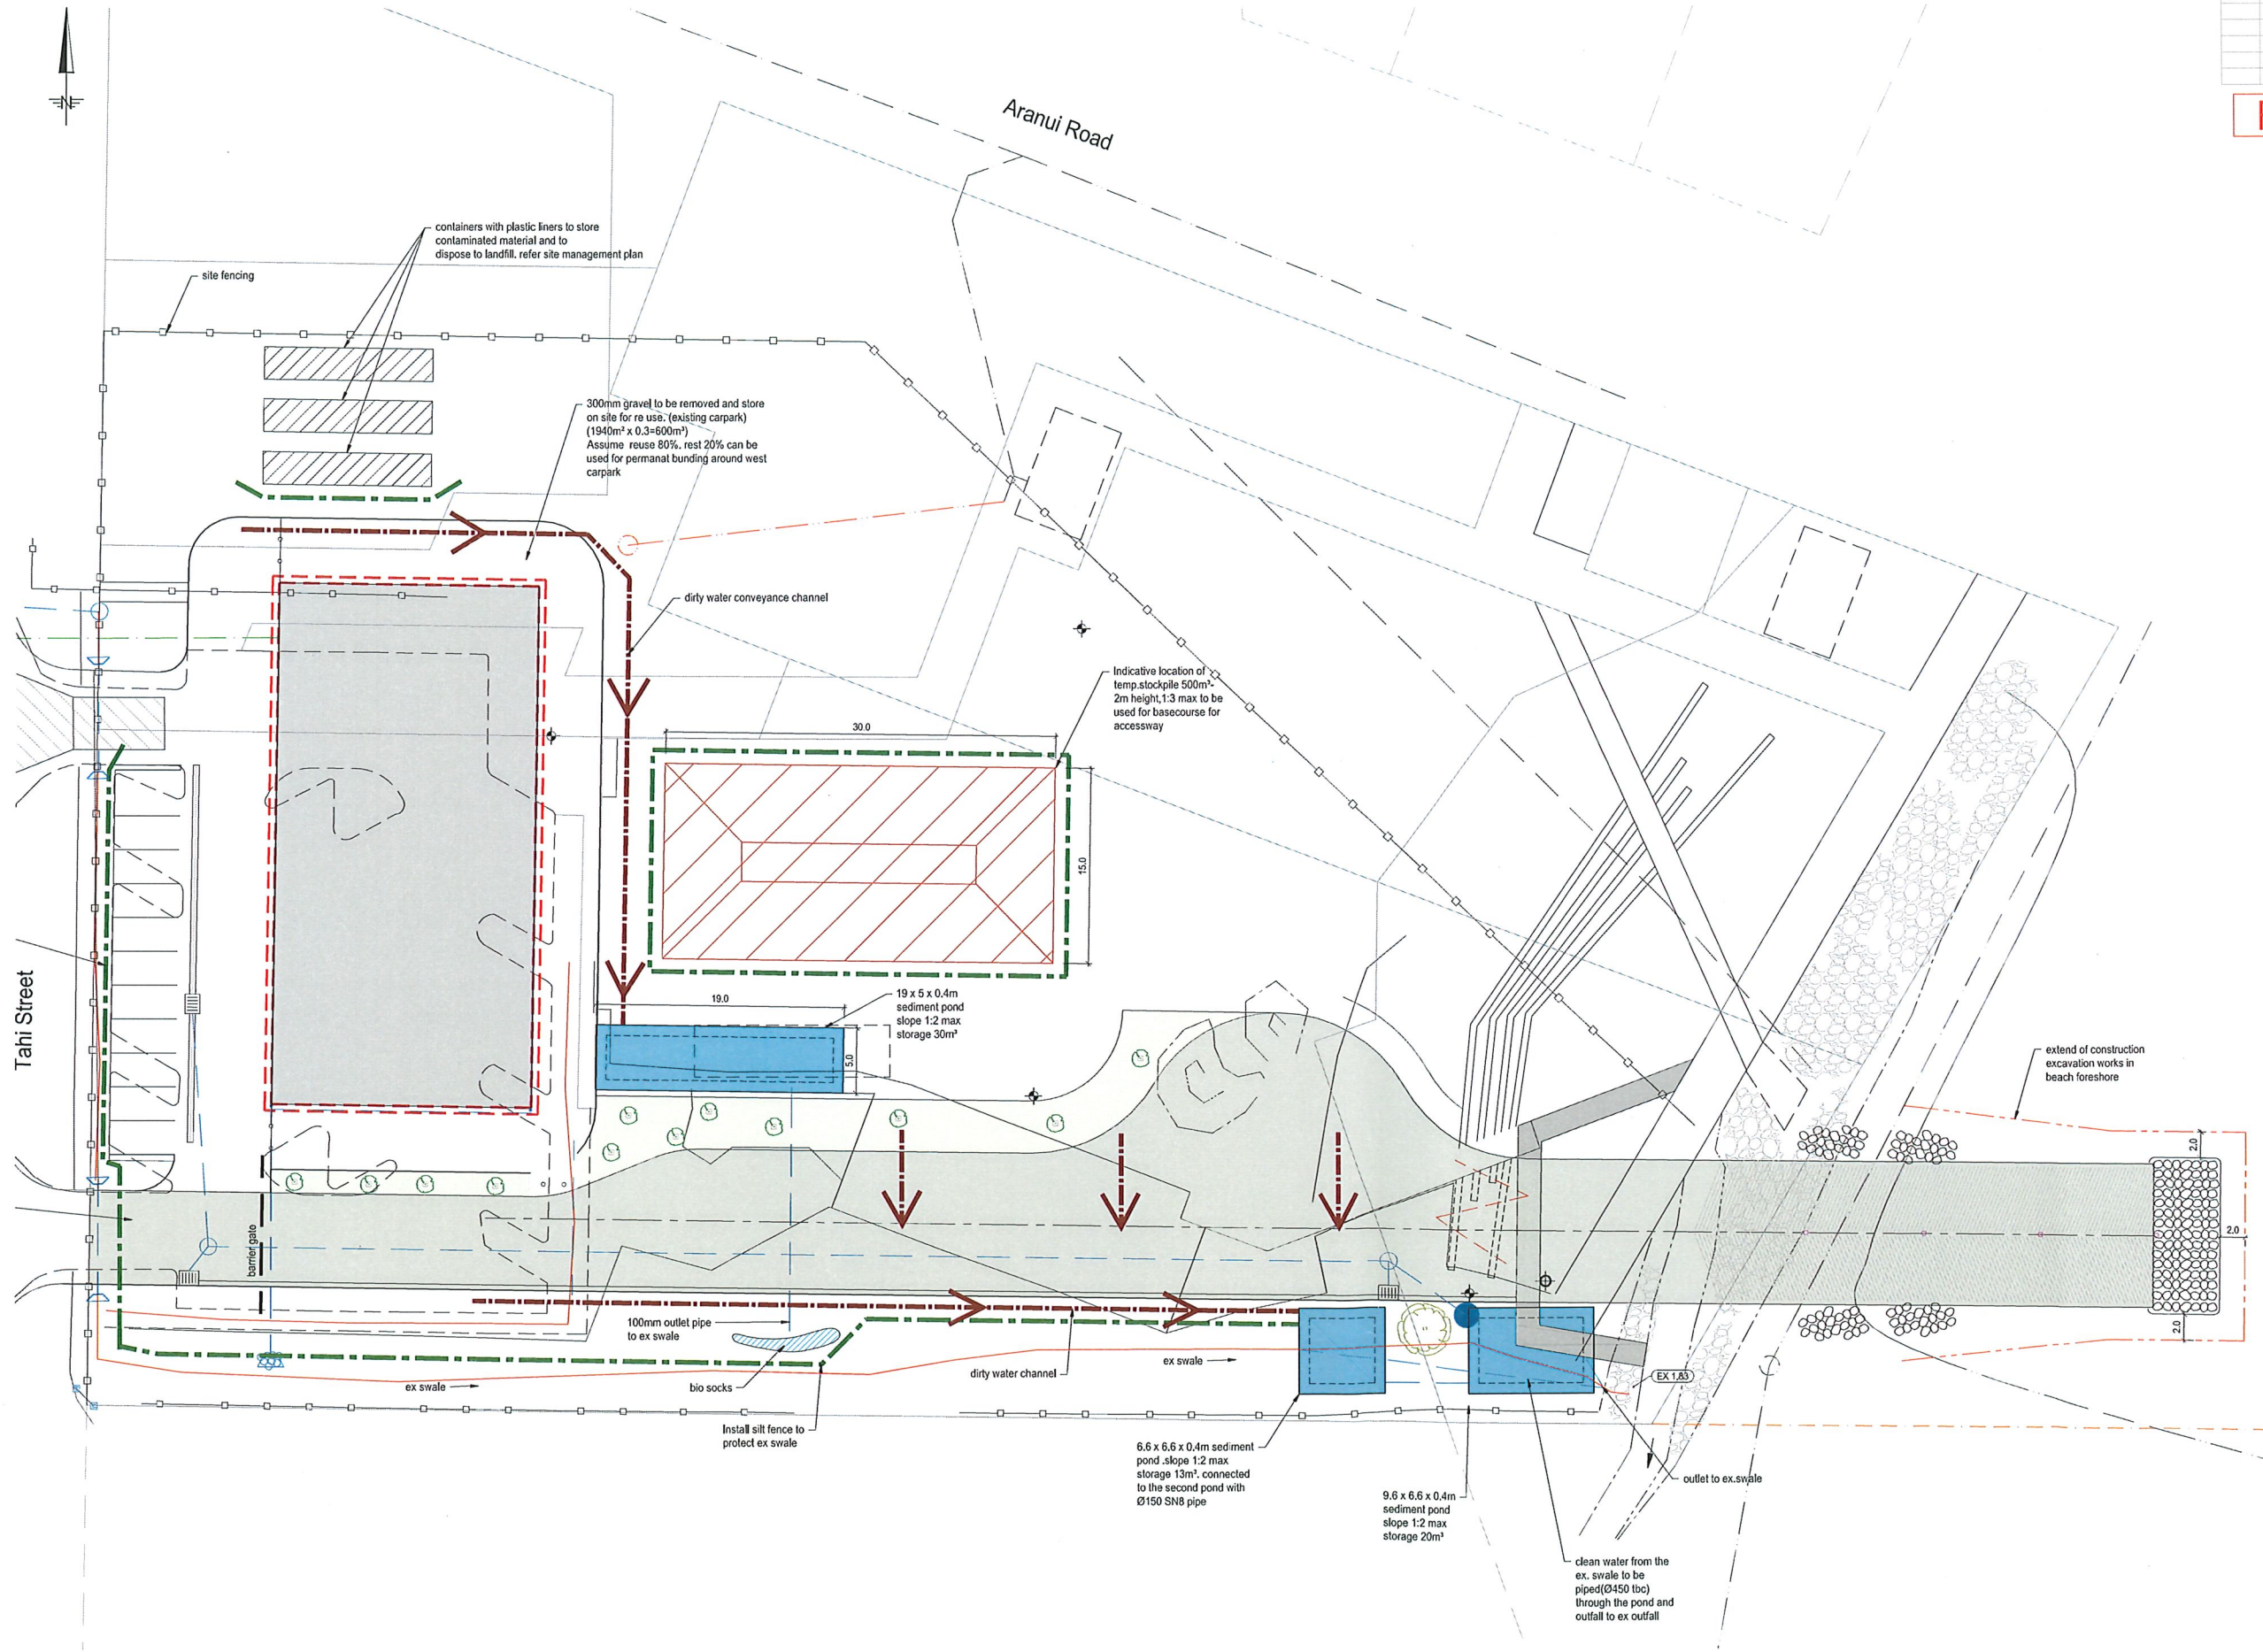 N
Aranui Road
containers with plastic liners to store
contaminated material and to
dispose to landfill. refer site management plan
site fencing
300mm gravel to be removed and store
on site for re use. (existing carpark)
(1940m² x 0.3=600m³)
Assume reuse 80%. rest 20% can be
used for permanat bunding around west
carpark
dirty water conveyance channel
Indicative location of
temp.stockpile 500m³-
2m height,1:3 max to be
used for basecourse for
accessway
30.0
15.0
19.0
5.0
19 x 5 x 0.4m
sediment pond
slope 1:2 max
storage 30m³
Tahi Street
extend of construction
excavation works in
beach foreshore
2.0
2.0
2.0
barrier gate
100mm outlet pipe
to ex swale
ex swale
bio socks
dirty water channel
ex swale
EX 1.83
Install silt fence to
protect ex swale
6.6 x 6.6 x 0.4m sediment
pond .slope 1:2 max
storage 13m³. connected
to the second pond with
Ø150 SN8 pipe
9.6 x 6.6 x 0.4m
sediment pond
slope 1:2 max
storage 20m³
outlet to ex.swale
clean water from the
ex. swale to be
piped(Ø450 tbc)
through the pond and
outfall to ex outfall